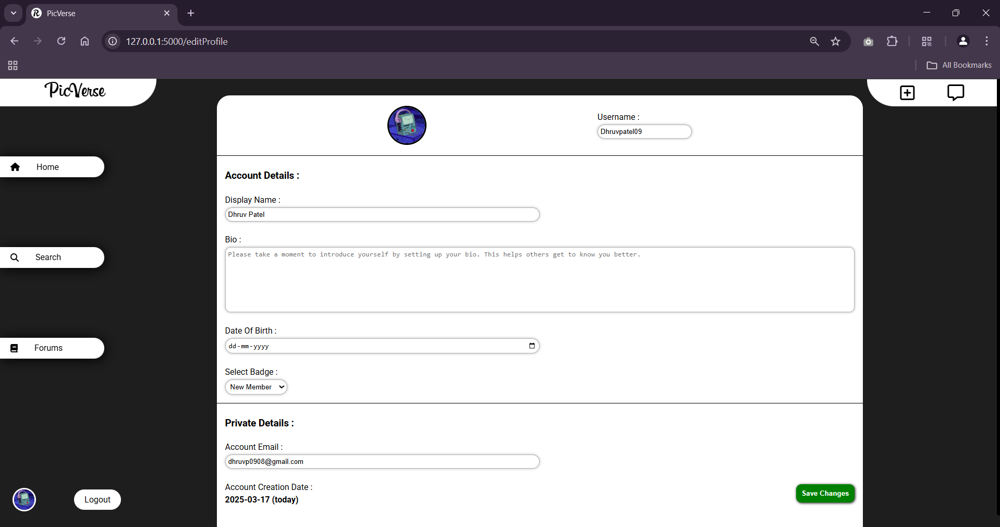 PicVerse
127.0.0.1:5000/editProfile
All Bookmarks
PicVerse
Username :
Dhruvpatel09
Home
Account Details :
Display Name :
Dhruv Patel
Bio :
Please take a moment to introduce yourself by setting up your bio. This helps others get to know you better.
Search
Date Of Birth :
dd-mm-yyyy
Forums
Select Badge :
New Member
Private Details :
Account Email :
dhruvp0908@gmail.com
Account Creation Date :
2025-03-17 (today)
Save Changes
Logout